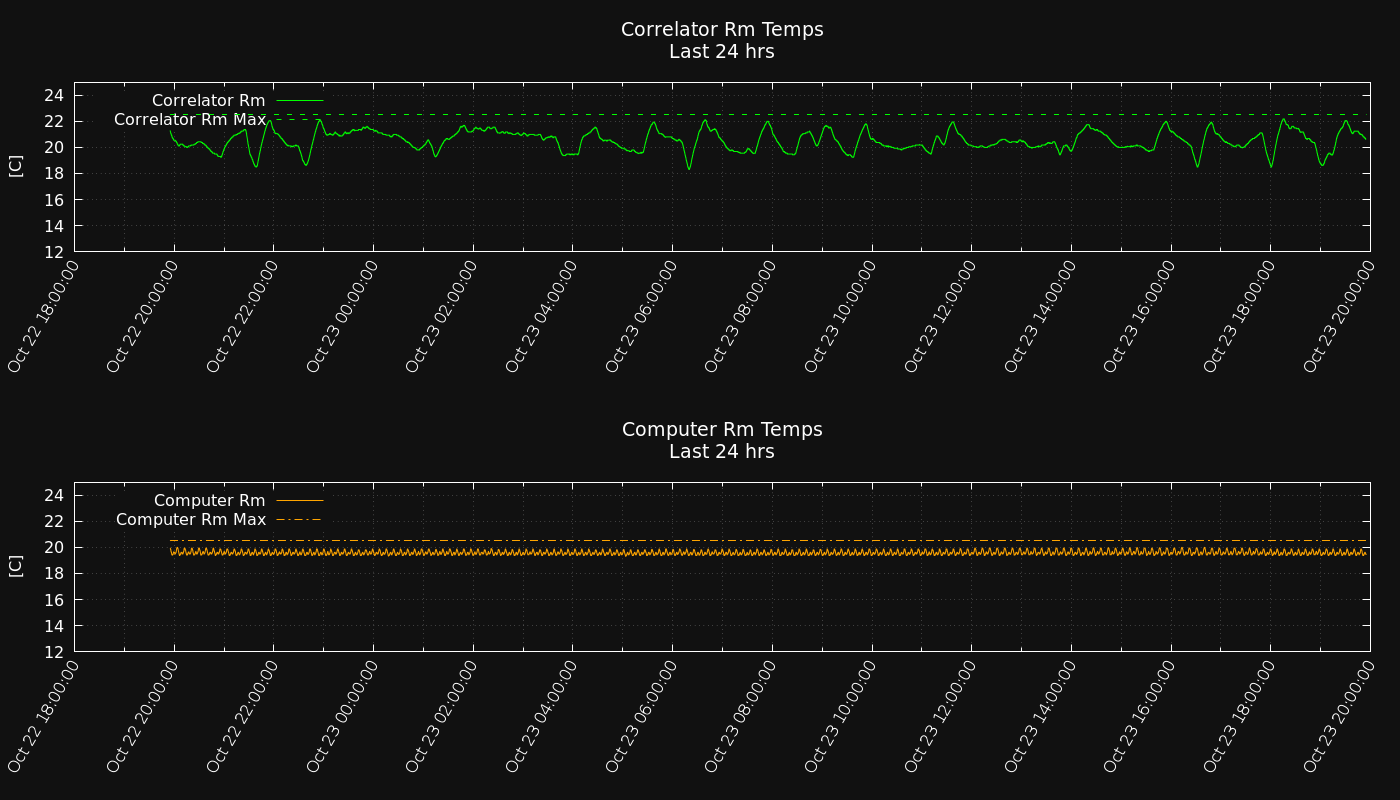 Correlator Rm Temps
Last 24 hrs
Correlator Rm
Correlator Rm Max
[C]
24
22
20
18
16
14
12
Oct 22 18:00:00
Oct 22 20:00:00
Oct 22 22:00:00
Oct 23 00:00:00
Oct 23 02:00:00
Oct 23 04:00:00
Oct 23 06:00:00
Oct 23 08:00:00
Oct 23 10:00:00
Oct 23 12:00:00
Oct 23 14:00:00
Oct 23 16:00:00
Oct 23 18:00:00
Oct 23 20:00:00
Computer Rm Temps
Last 24 hrs
Computer Rm
Computer Rm Max
[C]
24
22
20
18
16
14
12
Oct 22 18:00:00
Oct 22 20:00:00
Oct 22 22:00:00
Oct 23 00:00:00
Oct 23 02:00:00
Oct 23 04:00:00
Oct 23 06:00:00
Oct 23 08:00:00
Oct 23 10:00:00
Oct 23 12:00:00
Oct 23 14:00:00
Oct 23 16:00:00
Oct 23 18:00:00
Oct 23 20:00:00